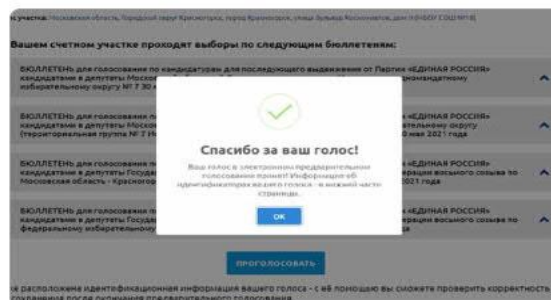 участка: Московская область, Городской округ Красногорск, город Красногорск, улица Бульвар Космонавтов, дом
Вашем счетном участке проходят выборы по следующим бюллетеням:
БЮЛЛЕТЕНЬ для голосования по кандидатурам для последующего выдвижения от Партии «ЕДИНАЯ РОССИЯ»
кандидатами в депутаты Моско
избирательному округу № 7 30 м
БЮЛЛЕТЕНЬ для голосования п
«ЕДИНАЯ РОССИЯ»
кандидатами в депутаты Моско
округу
(территориальная группа № 7
мая 2021 года
БЮЛЛЕТЕНЬ для голосования п
«ЕДИНАЯ РОССИЯ»
кандидатами в депутаты Госуда
восьмого созыва по
Московская область - Красногор
2021 года
БЮЛЛЕТЕНЬ для голосования п
«ЕДИНАЯ РОССИЯ»
кандидатами в депутаты Госуда
восьмого созыва по
федеральному избирательному
Спасибо за ваш голос!
Ваш голос в электронном предварительном
голосовании принят! Информация об
идентификаторах вашего голоса - в нижней части
страницы.
ОК
ПРОГОЛОСОВАТЬ
расположена идентификационная информация вашего голоса - с её помощью вы сможете проверить корректность
сохранения после окончания предварительного голосования